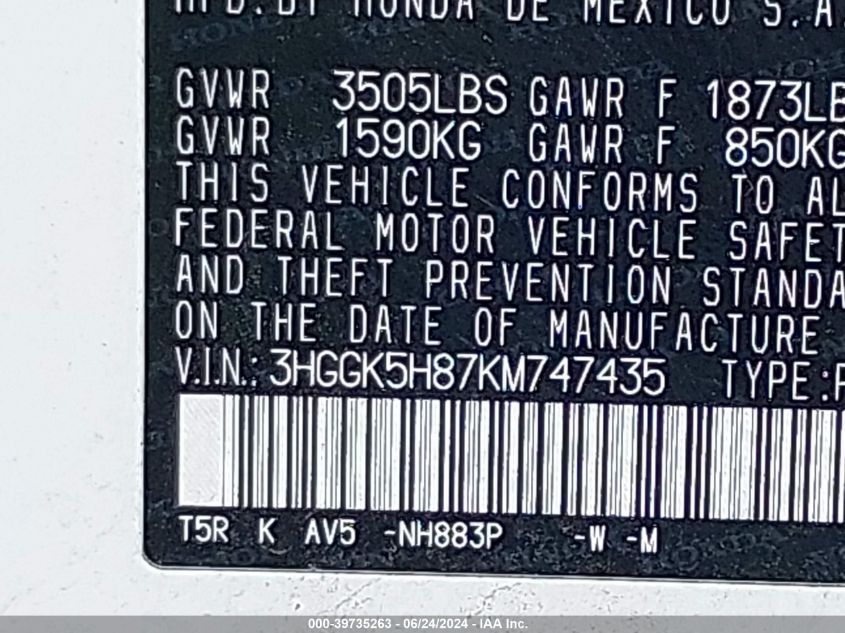 MFD.BY HONDA DE MEXICO S.A.
GVWR 3505LBS GAWR F 1873LB
GVWR 1590KG GAWR F 850KG
THIS VEHICLE CONFORMS TO AL
FEDERAL MOTOR VEHICLE SAFET
AND THEFT PREVENTION STANDA
ON THE DATE OF MANUFACTURE
V.I.N.: 3HGGK5H87KM747435 TYPE:P
T5R K AV5 -NH883P -W -M
000-39735263 - 06/24/2024 - IAA Inc.